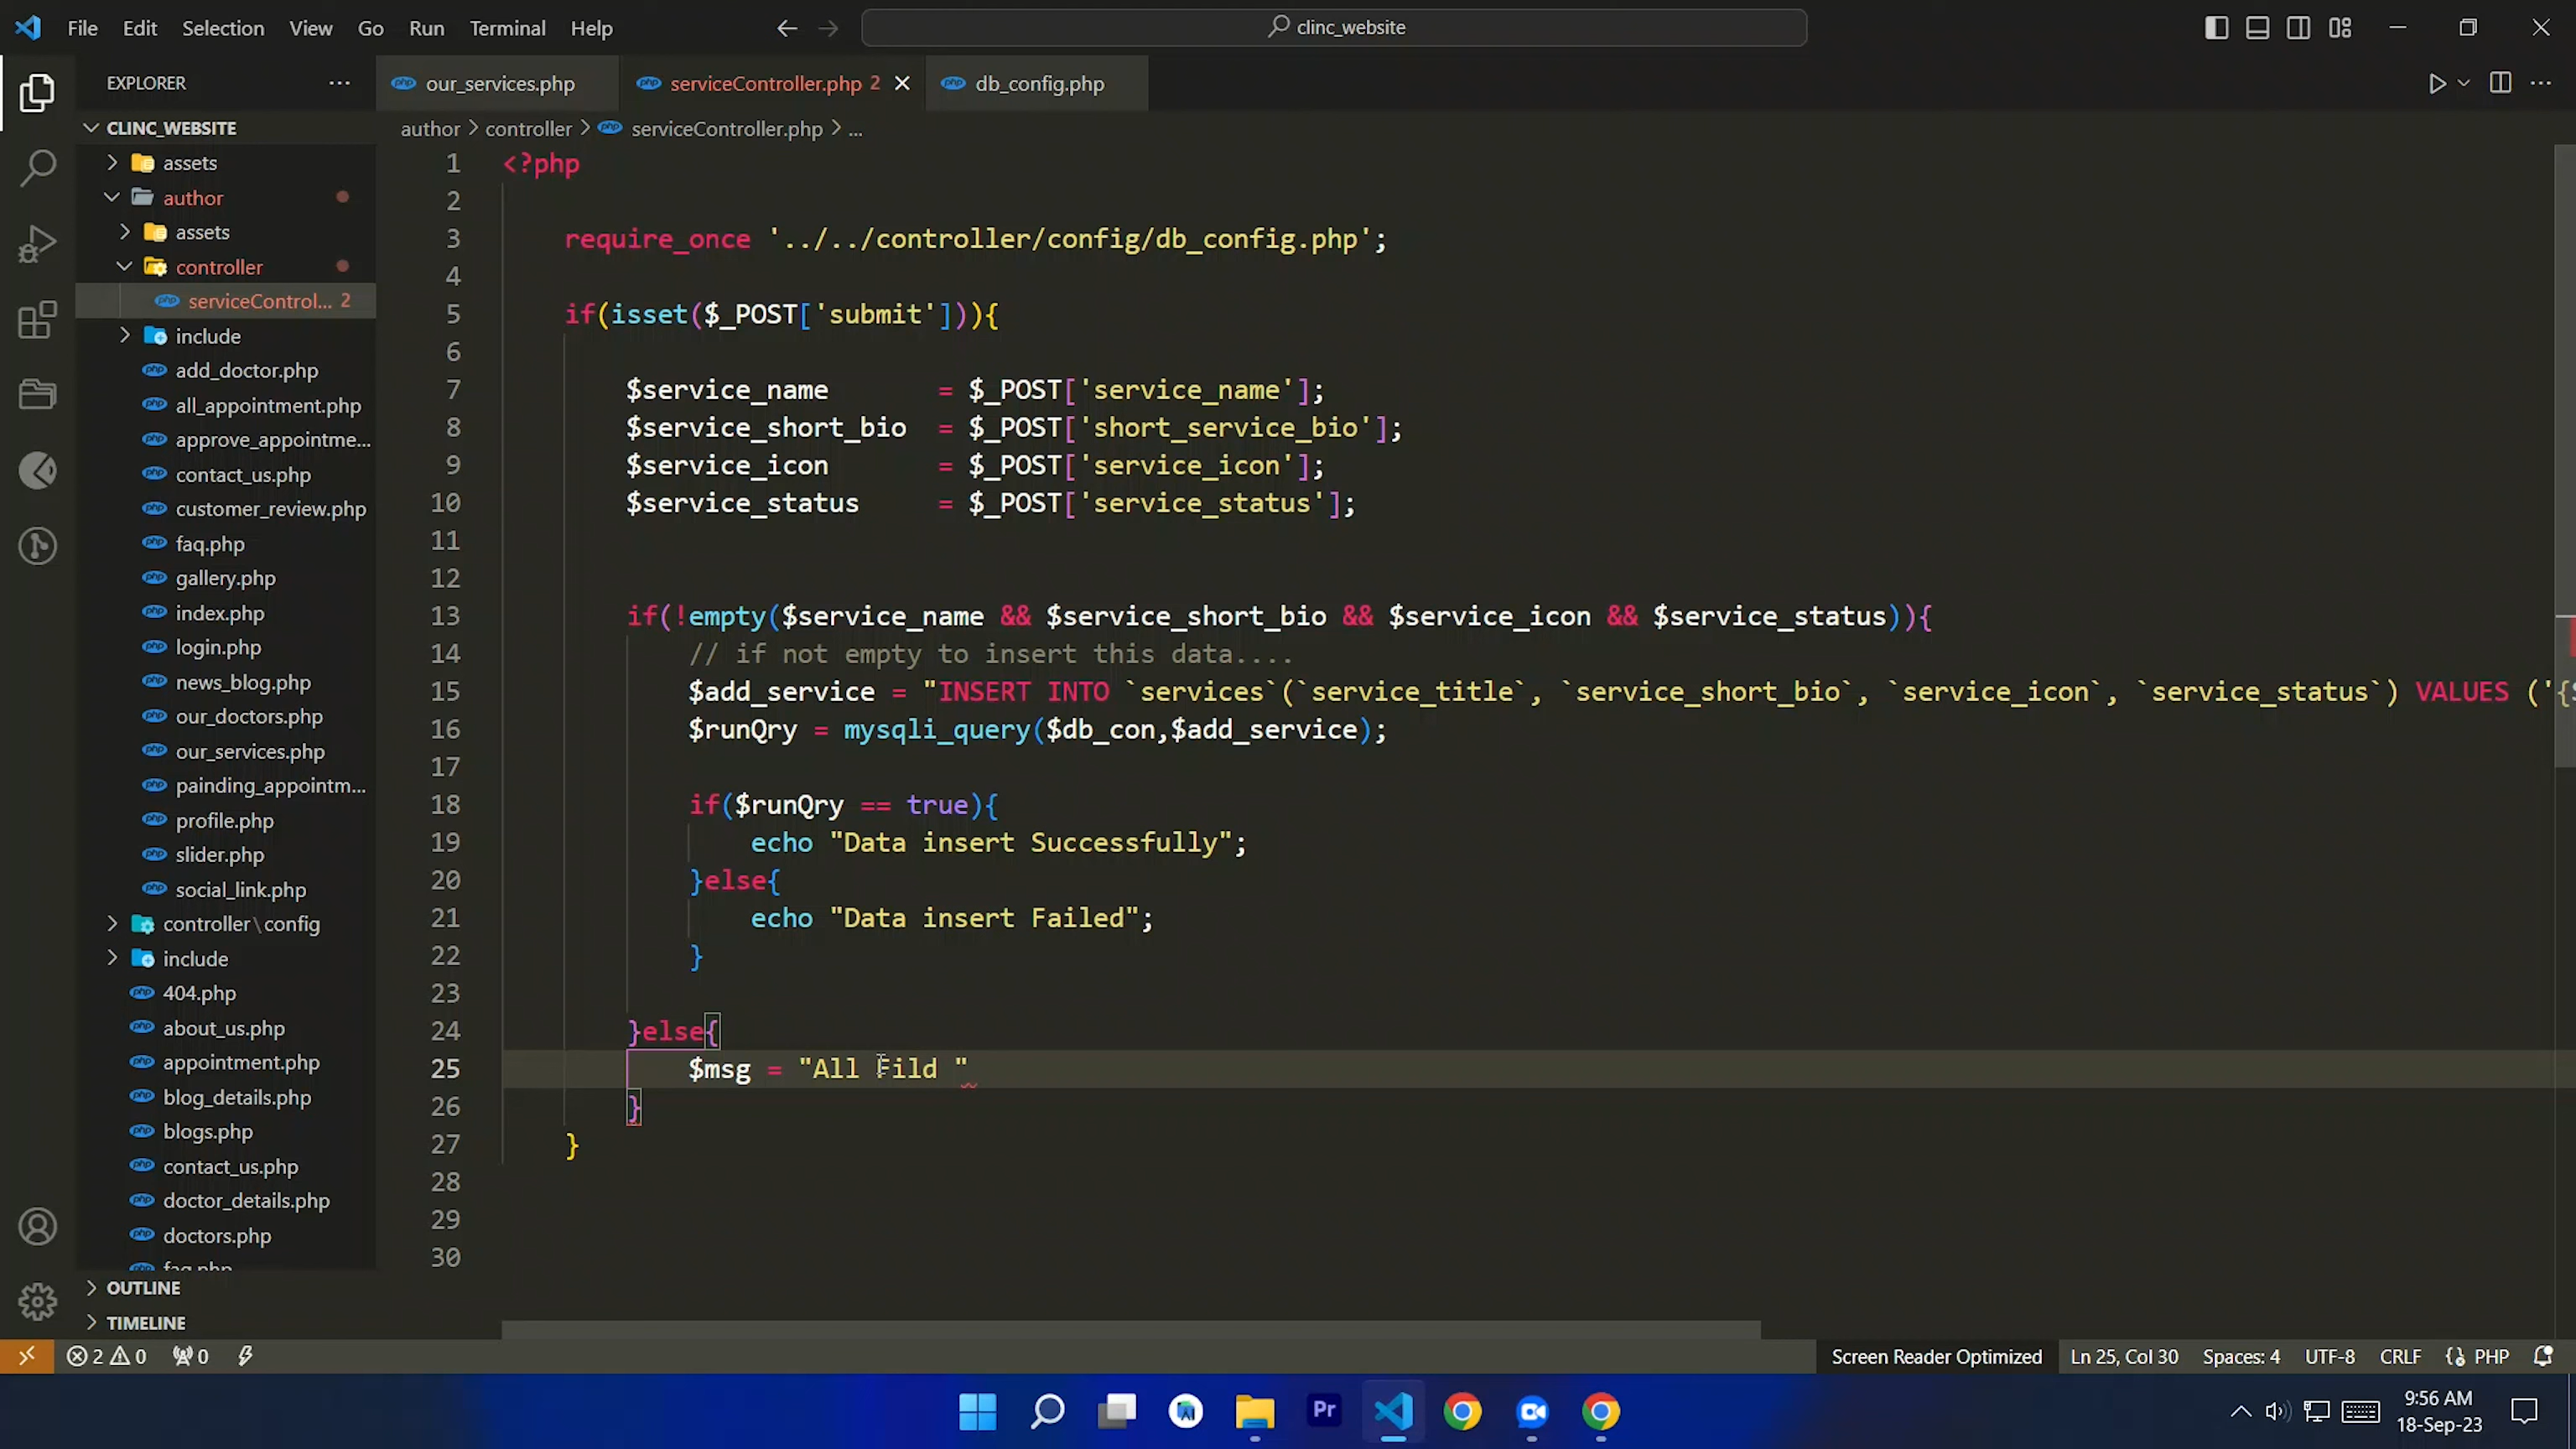 File Edit Selection View Go Run Terminal Help
clinc_website
EXPLORER
our_services.php
serviceController.php 2
db_config.php
CLINC_WEBSITE
author > controller > serviceController.php > ...
assets
author
assets
controller
serviceControl... 2
include
add_doctor.php
all_appointment.php
approve_appointme...
contact_us.php
customer_review.php
faq.php
gallery.php
index.php
login.php
news_blog.php
our_doctors.php
our_services.php
painding_appointm...
profile.php
slider.php
social_link.php
controller\config
include
404.php
about_us.php
appointment.php
blog_details.php
blogs.php
contact_us.php
doctor_details.php
doctors.php
faq.php
OUTLINE
TIMELINE
1 <?php
2
3 require_once '../../controller/config/db_config.php';
4
5 if(isset($_POST['submit'])){
6
7 $service_name = $_POST['service_name'];
8 $service_short_bio = $_POST['short_service_bio'];
9 $service_icon = $_POST['service_icon'];
10 $service_status = $_POST['service_status'];
11
12
13 if(!empty($service_name && $service_short_bio && $service_icon && $service_status)){
14 // if not empty to insert this data....
15 $add_service = "INSERT INTO `services`(`service_title`, `service_short_bio`, `service_icon`, `service_status`) VALUES ('{
16 $runQry = mysqli_query($db_con,$add_service);
17
18 if($runQry == true){
19 echo "Data insert Successfully";
20 }else{
21 echo "Data insert Failed";
22 }
23
24 }else{
25 $msg = "All Fild "
26 }
27 }
28
29
30
2 0 0
Screen Reader Optimized Ln 25, Col 30 Spaces: 4 UTF-8 CRLF PHP
Pr
9:56 AM
18-Sep-23